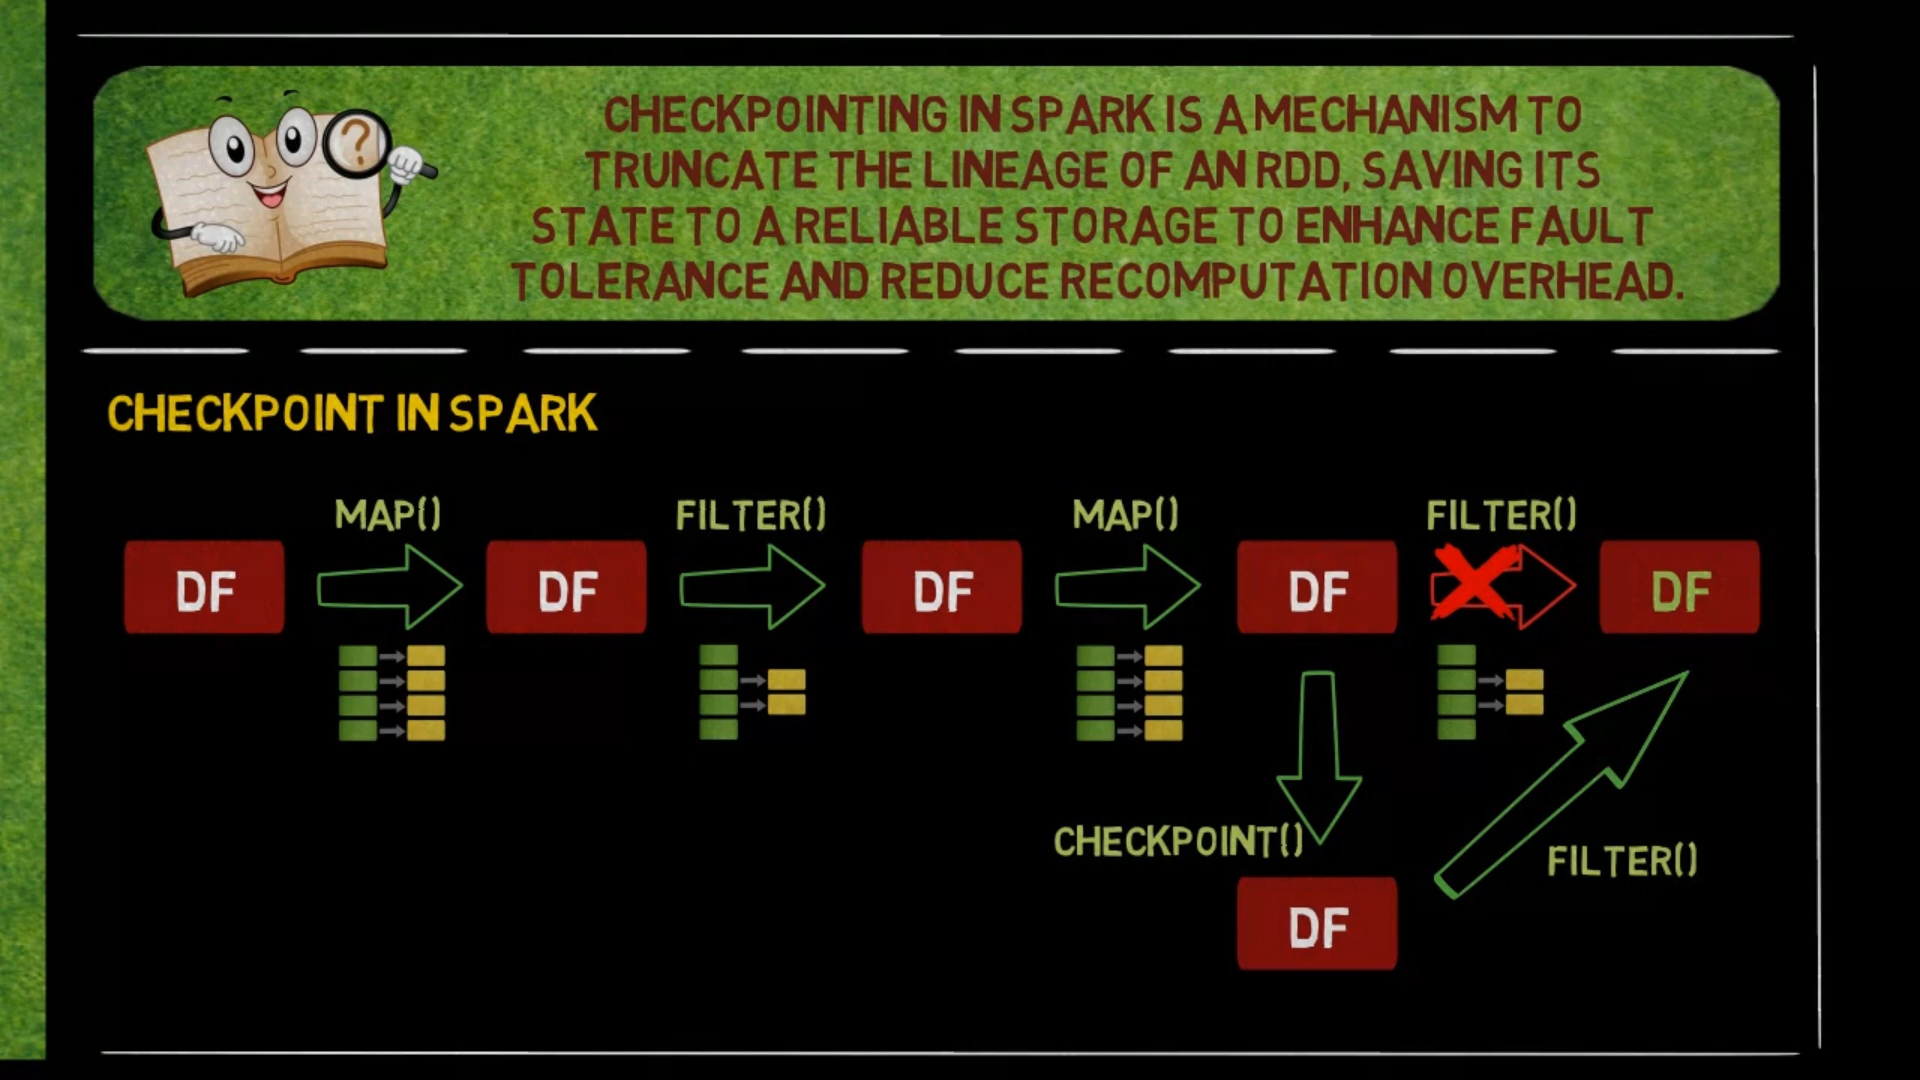 ?
CHECKPOINTING IN SPARK IS A MECHANISM TO
TRUNCATE THE LINEAGE OF AN RDD, SAVING ITS
STATE TO A RELIABLE STORAGE TO ENHANCE FAULT
TOLERANCE AND REDUCE RECOMPUTATION OVERHEAD.
CHECKPOINT IN SPARK
MAP() FILTER() MAP() FILTER()
DF DF DF DF DF
CHECKPOINT() FILTER()
DF